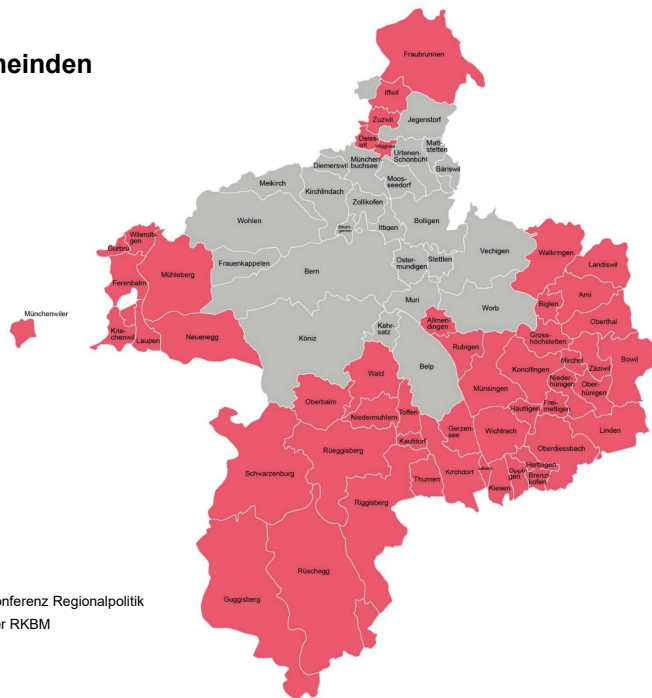 neinden
Fraubrunnen
Iffwil
Zuzwil
Jegenstorf
Deiss-
wil
Wiggiswil
Matt-
stetten
Urtenen-
Schönbühl
München-
buchsee
Diemerswil
Bäriswil
Moos-
seedorf
Meikirch
Kirchlindach
Zollikofen
Wohlen
Bolligen
Ittigen
Wileroltigen
Gurbrü
Vechigen
Walkringen
Landiswil
Frauenkappelen
Bern
Oster-
mundigen
Stettlen
Mühleberg
Ferenbalm
Biglen
Arni
Muri
Worb
Münchenwiler
Allmen-
dingen
Oberthal
Krie-
chenwil
Laupen
Neuenegg
Köniz
Kehr-
satz
Gross-
höchstetten
Rubigen
Mirchel
Zäziwil
Bowil
Wald
Belp
Konolfingen
Nieder-
hünigen
Ober-
hünigen
Münsingen
Oberbalm
Frei-
mettigen
Niedermuhlern
Toffen
Häutligen
Gerzen-
see
Wichtrach
Linden
Kaufdorf
Rüeggisberg
Oberdiessbach
Herbligen
Schwarzenburg
Thurnen
Kirchdorf
Kiesen
Oppli-
gen
Brenzi-
kofen
Riggisberg
Rüschegg
Guggisberg
onferenz Regionalpolitik
er RKBM